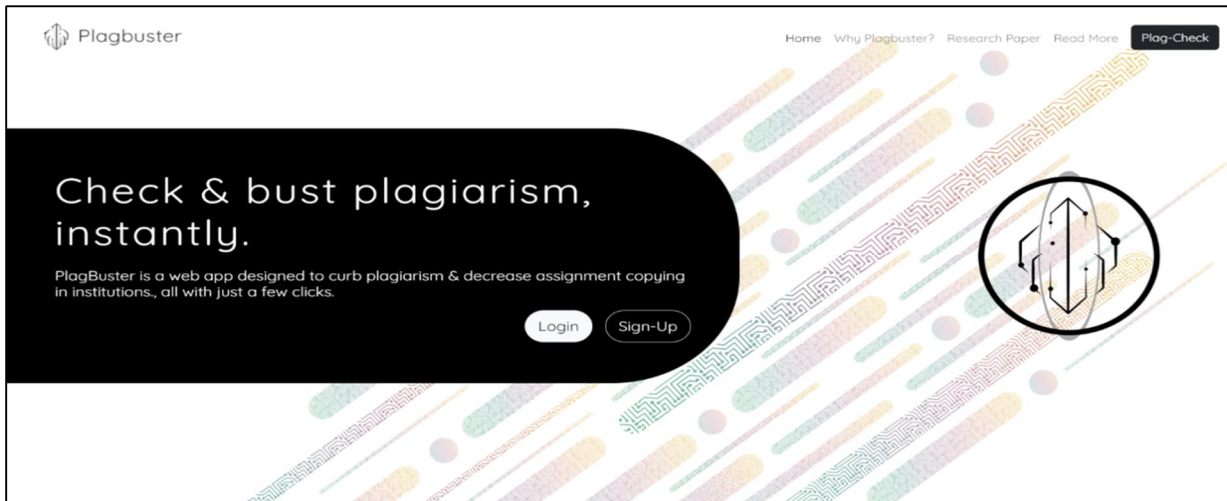 Plagbuster
Home Why Plagbuster? Research Paper Read More Plag-Check
Check & bust plagiarism,
instantly.
PlagBuster is a web app designed to curb plagiarism & decrease assignment copying
in institutions., all with just a few clicks.
Login Sign-Up